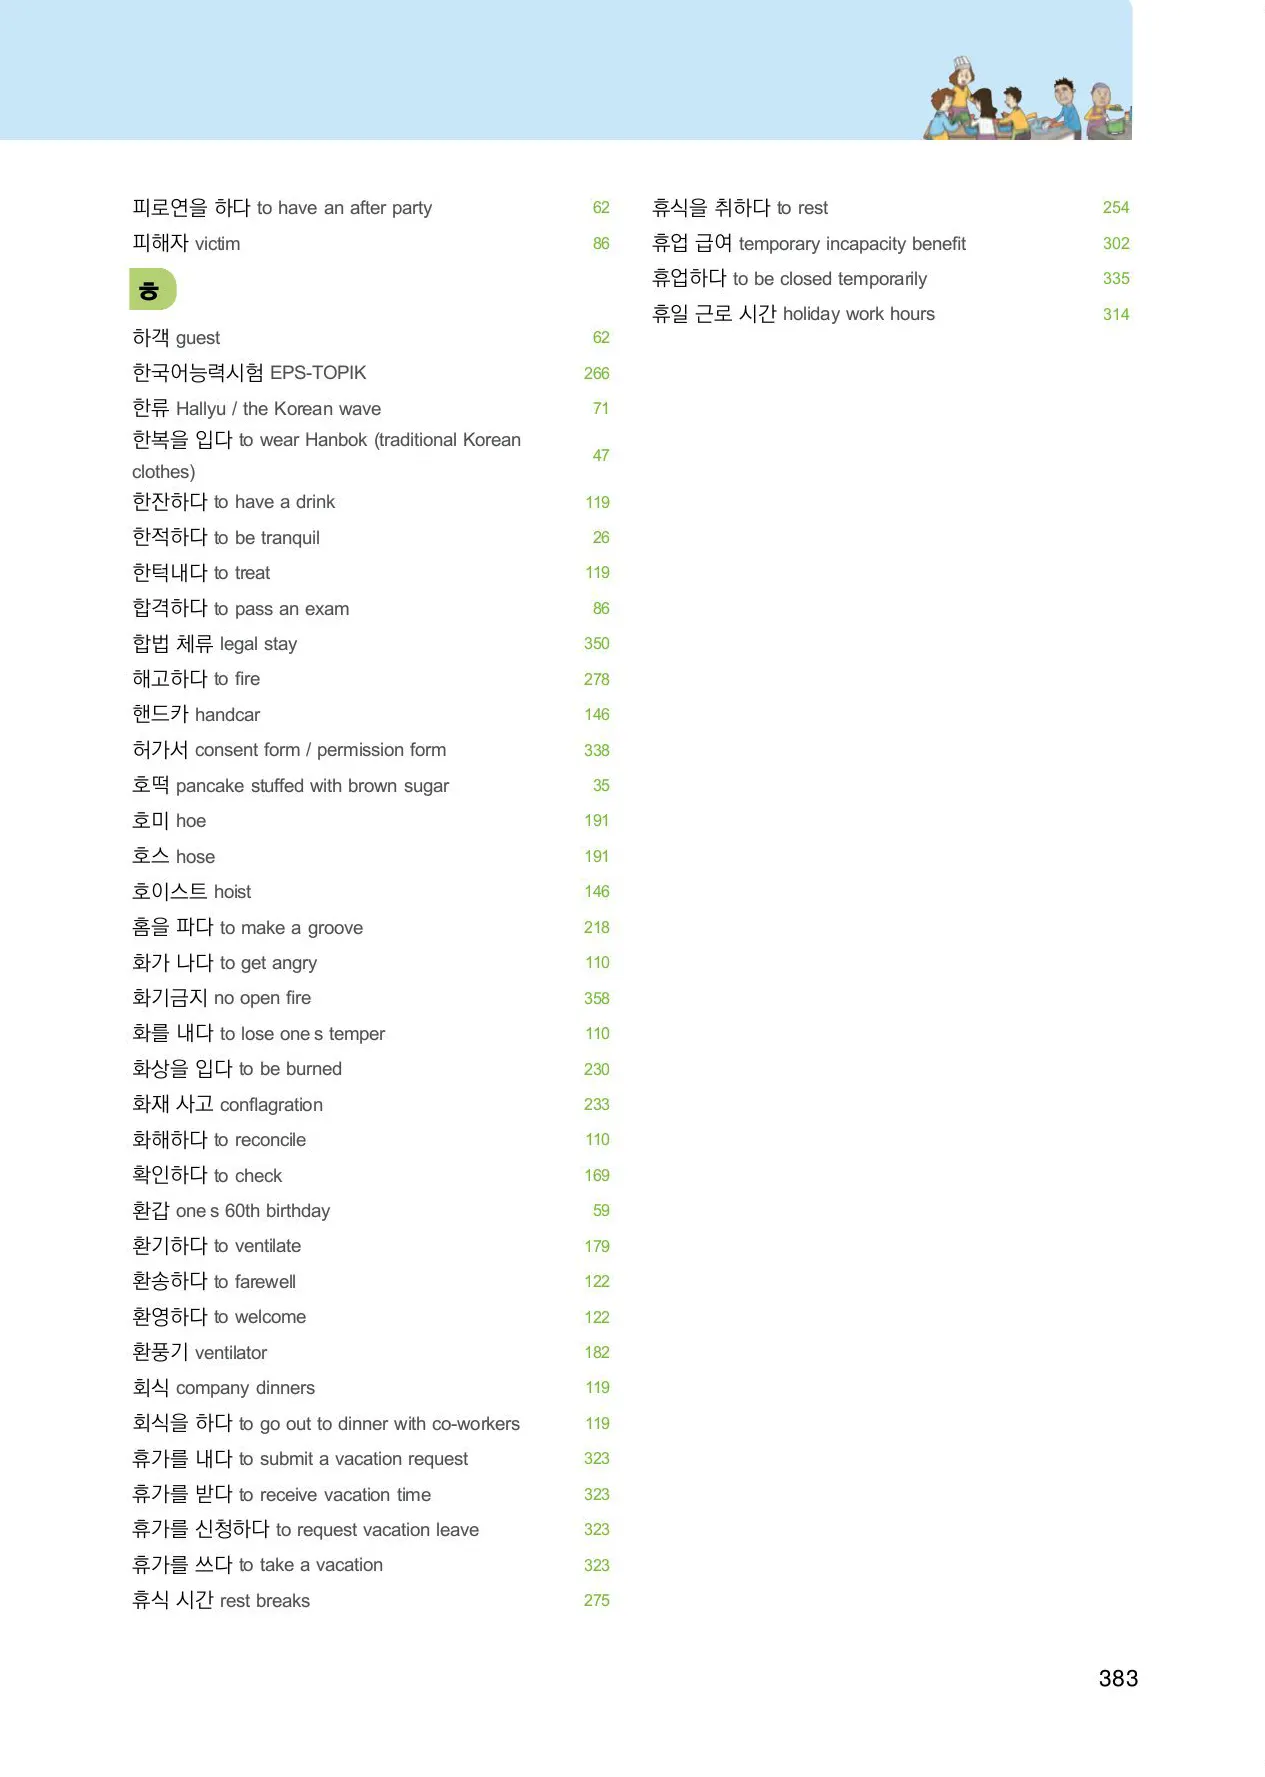 피로연을 하다 to have an after party 62
피해자 victim 86
ㅎ
하객 guest 62
한국어능력시험 EPS-TOPIK 266
한류 Hallyu / the Korean wave 71
한복을 입다 to wear Hanbok (traditional Korean
clothes) 47
한잔하다 to have a drink 119
한적하다 to be tranquil 26
한턱내다 to treat 119
합격하다 to pass an exam 86
합법 체류 legal stay 350
해고하다 to fire 278
핸드카 handcar 146
허가서 consent form / permission form 338
호떡 pancake stuffed with brown sugar 35
호미 hoe 191
호스 hose 191
호이스트 hoist 146
홈을 파다 to make a groove 218
화가 나다 to get angry 110
화기금지 no open fire 358
화를 내다 to lose one s temper 110
화상을 입다 to be burned 230
화재 사고 conflagration 233
화해하다 to reconcile 110
확인하다 to check 169
환갑 one s 60th birthday 59
환기하다 to ventilate 179
환송하다 to farewell 122
환영하다 to welcome 122
환풍기 ventilator 182
회식 company dinners 119
회식을 하다 to go out to dinner with co-workers 119
휴가를 내다 to submit a vacation request 323
휴가를 받다 to receive vacation time 323
휴가를 신청하다 to request vacation leave 323
휴가를 쓰다 to take a vacation 323
휴식 시간 rest breaks 275
휴식을 취하다 to rest 254
휴업 급여 temporary incapacity benefit 302
휴업하다 to be closed temporarily 335
휴일 근로 시간 holiday work hours 314
383